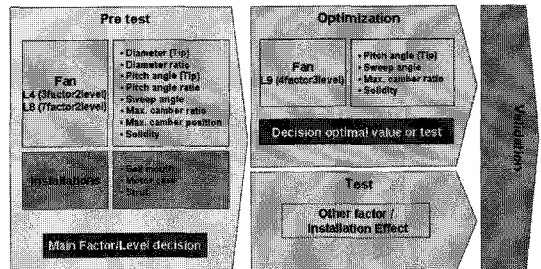 Pre test
Fan
L4 (3factor2level)
L8 (7factor2level)
• Diameter (Tip)
• Diameter ratio
• Pitch angle (Tip)
• Pitch angle ratio
• Sweep angle
• Max. camber ratio
• Max. camber position
• Solidity
Installations
• Bell mouth
• Motor case
• Strut
Main Factor/Level decision
Optimization
Fan
L9 (4factor3level)
• Pitch angle (Tip)
• Sweep angle
• Max. camber ratio
• Solidity
Decision optimal value or test
Test
Other factor /
Installation Effect
Validation